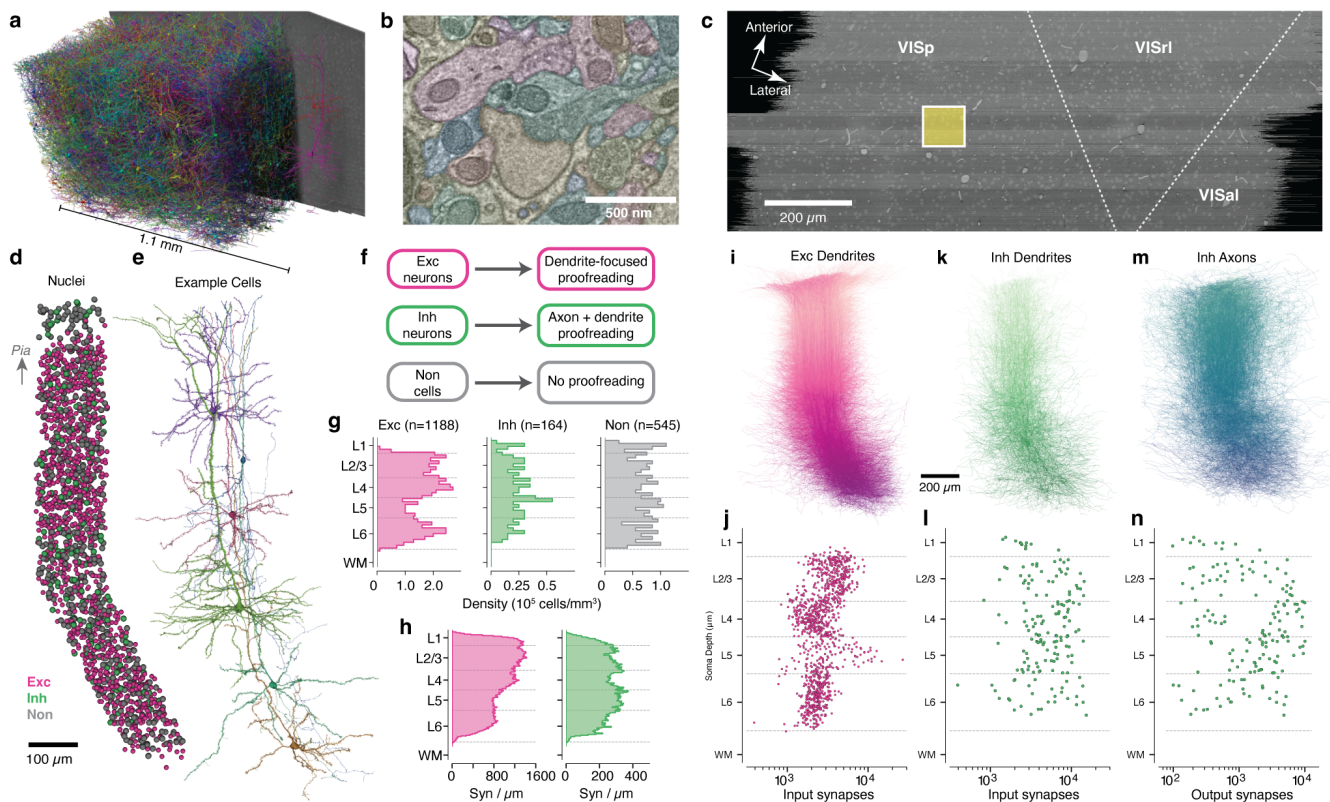 a
1.1 mm
b
500 nm
c
Anterior
Lateral
VISp
VISrl
VISal
200 µm
d
Nuclei
Pia
Exc
Inh
Non
100 µm
e
Example Cells
f
Exc
neurons
Dendrite-focused
proofreading
Inh
neurons
Axon + dendrite
proofreading
Non
cells
No proofreading
g
Exc (n=1188)
Inh (n=164)
Non (n=545)
L1
L2/3
L4
L5
L6
WM
0 1.0 2.0
0 0.25 0.5
0 0.5 1.0
Density (10⁵ cells/mm³)
h
L1
L2/3
L4
L5
L6
WM
0 800 1600
0 200 400
Syn / µm
Syn / µm
i
Exc Dendrites
k
Inh Dendrites
m
Inh Axons
200 µm
j
L1
L2/3
L4
L5
L6
WM
Soma Depth (µm)
10³ 10⁴
Input synapses
l
L1
L2/3
L4
L5
L6
WM
10³ 10⁴
Input synapses
n
L1
L2/3
L4
L5
L6
WM
10² 10³ 10⁴
Output synapses